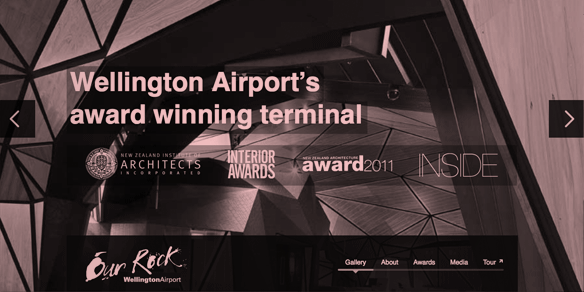 Wellington Airport's
award winning terminal
NEW ZEALAND INSTITUTE OF
ARCHITECTS
INCORPORATED
INTERIOR
AWARDS
NEW ZEALAND ARCHITECTURE
award2011
INSIDE
Our Rock
WellingtonAirport
Gallery About Awards Media Tour